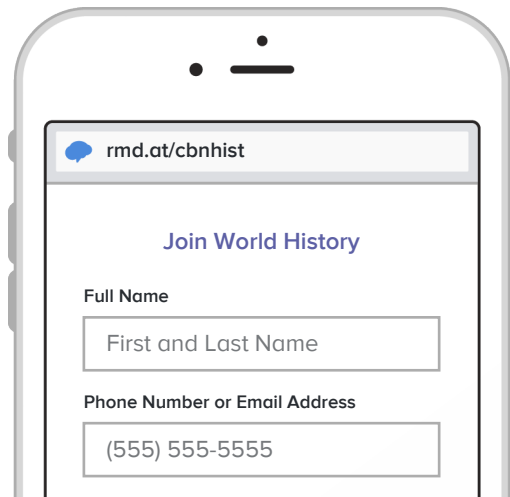 rmd.at/cbnhist
Join World History
Full Name
First and Last Name
Phone Number or Email Address
(555) 555-5555